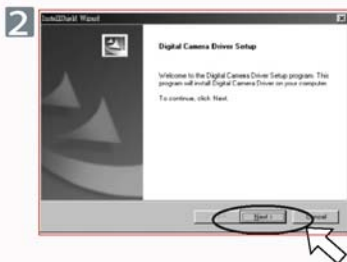 2
InstallShield Wizard
Digital Camera Driver Setup
Welcome to the Digital Camera Driver Setup program. This
program will install Digital Camera Driver on your computer.
To continue, click Next.
Next >
Cancel